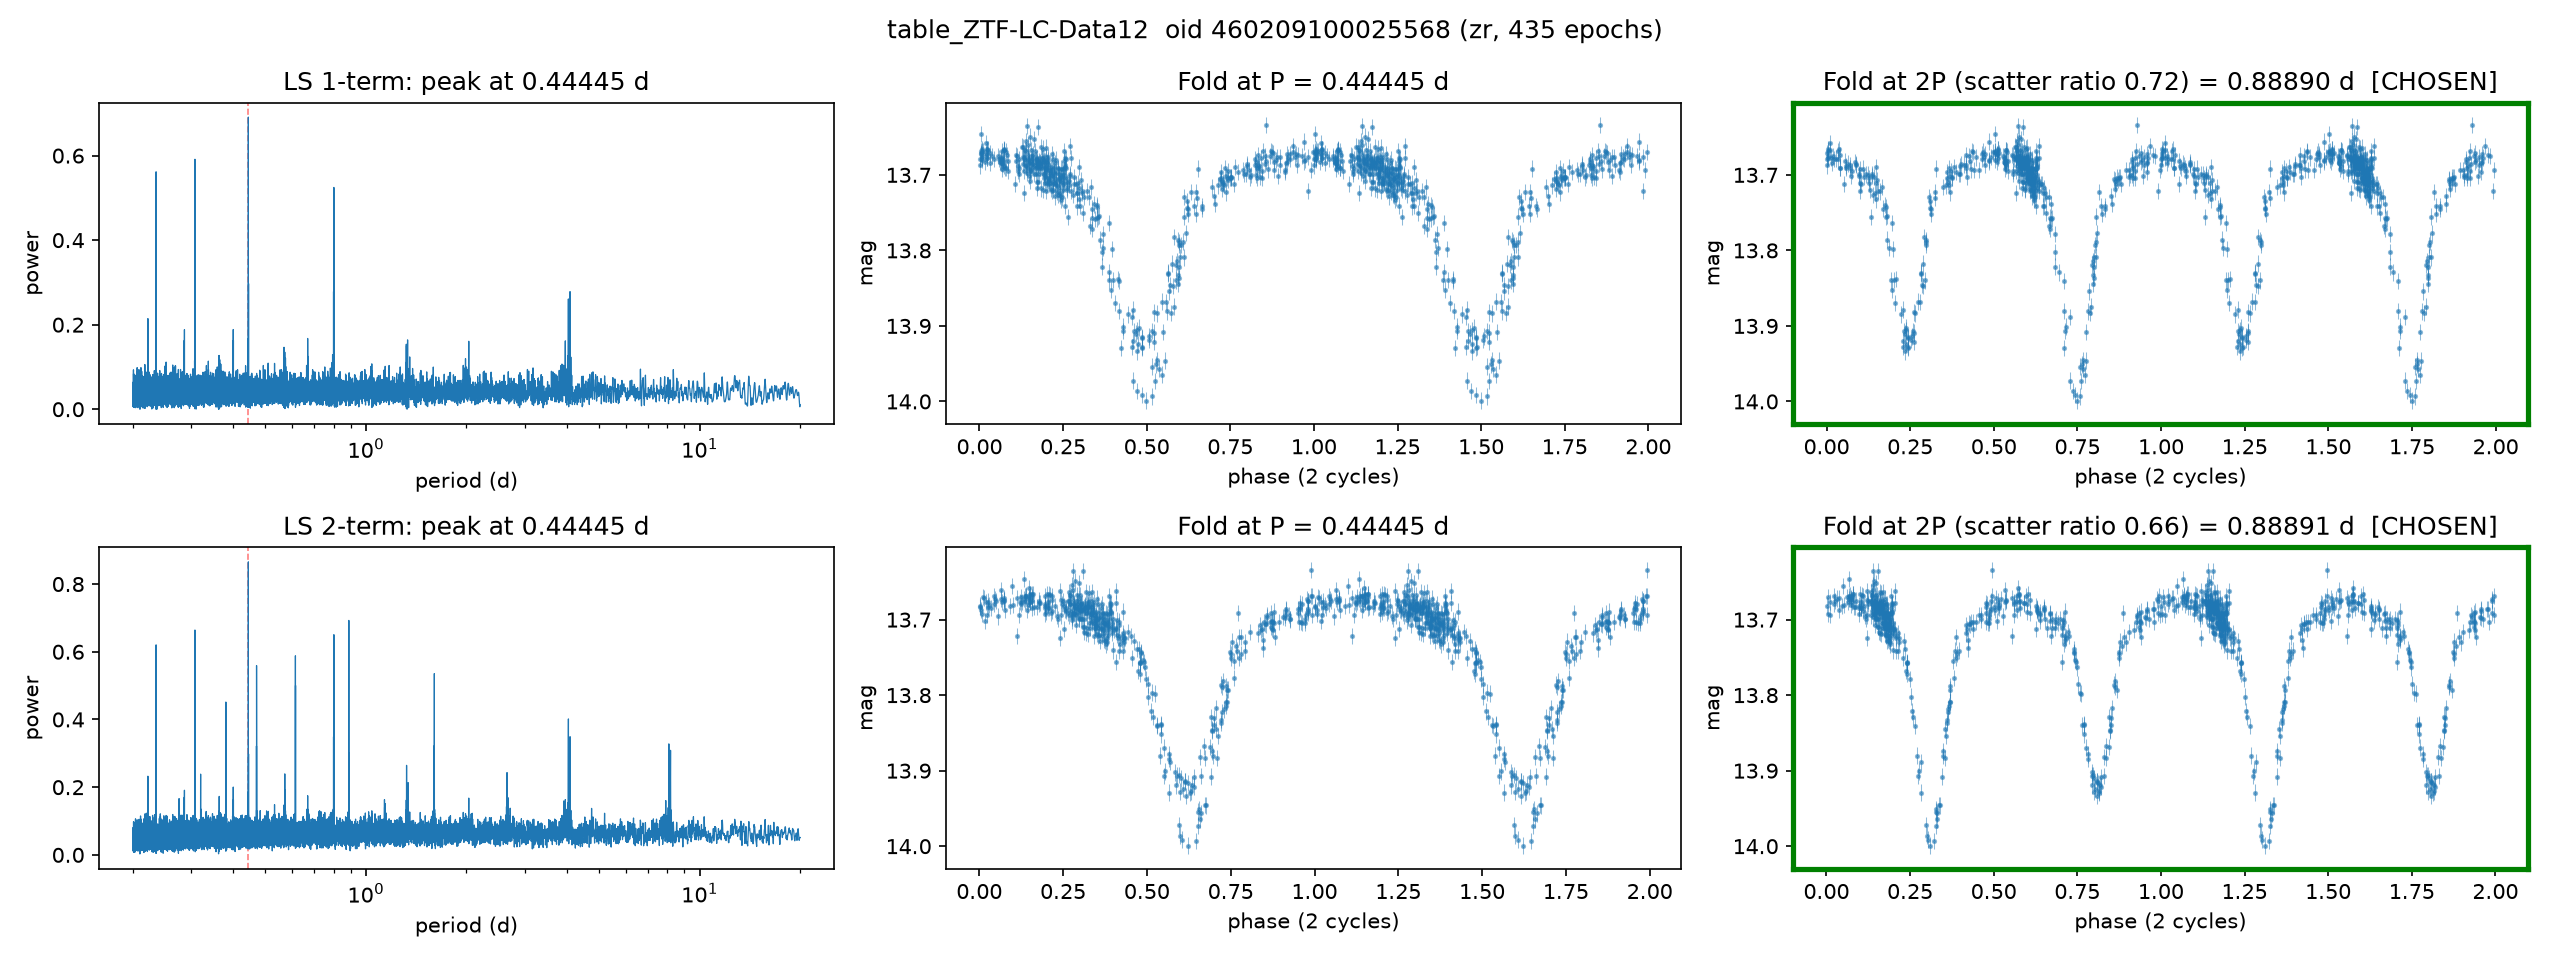 table_ZTF-LC-Data12  oid 460209100025568 (zr, 435 epochs)
LS 1-term: peak at 0.44445 d
power
0.6
0.4
0.2
0.0
10⁰
10¹
period (d)
Fold at P = 0.44445 d
mag
13.7
13.8
13.9
14.0
0.00 0.25 0.50 0.75 1.00 1.25 1.50 1.75 2.00
phase (2 cycles)
Fold at 2P (scatter ratio 0.72) = 0.88890 d  [CHOSEN]
mag
13.7
13.8
13.9
14.0
0.00 0.25 0.50 0.75 1.00 1.25 1.50 1.75 2.00
phase (2 cycles)
LS 2-term: peak at 0.44445 d
power
0.8
0.6
0.4
0.2
0.0
10⁰
10¹
period (d)
Fold at P = 0.44445 d
mag
13.7
13.8
13.9
14.0
0.00 0.25 0.50 0.75 1.00 1.25 1.50 1.75 2.00
phase (2 cycles)
Fold at 2P (scatter ratio 0.66) = 0.88891 d  [CHOSEN]
mag
13.7
13.8
13.9
14.0
0.00 0.25 0.50 0.75 1.00 1.25 1.50 1.75 2.00
phase (2 cycles)